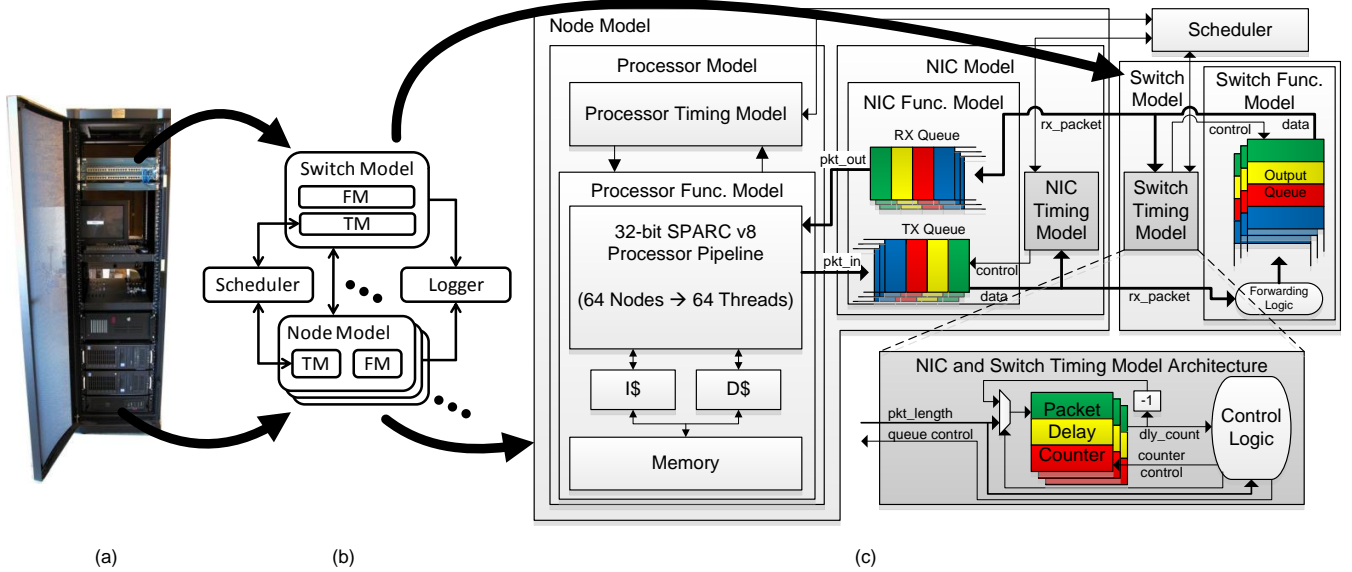 Switch Model
FM
TM
Scheduler
Logger
Node Model
TM
FM
(a)
(b)
Node Model
Processor Model
Processor Timing Model
Processor Func. Model
32-bit SPARC v8
Processor Pipeline
(64 Nodes → 64 Threads)
I$
D$
Memory
NIC Model
NIC Func. Model
RX Queue
pkt_out
TX Queue
pkt_in
control
data
NIC
Timing
Model
rx_packet
rx_packet
Scheduler
Switch
Model
Switch Func.
Model
control
data
Switch
Timing
Model
Output
Queue
Forwarding
Logic
NIC and Switch Timing Model Architecture
pkt_length
queue control
Packet
Delay
Counter
-1
dly_count
counter
control
Control
Logic
(c)